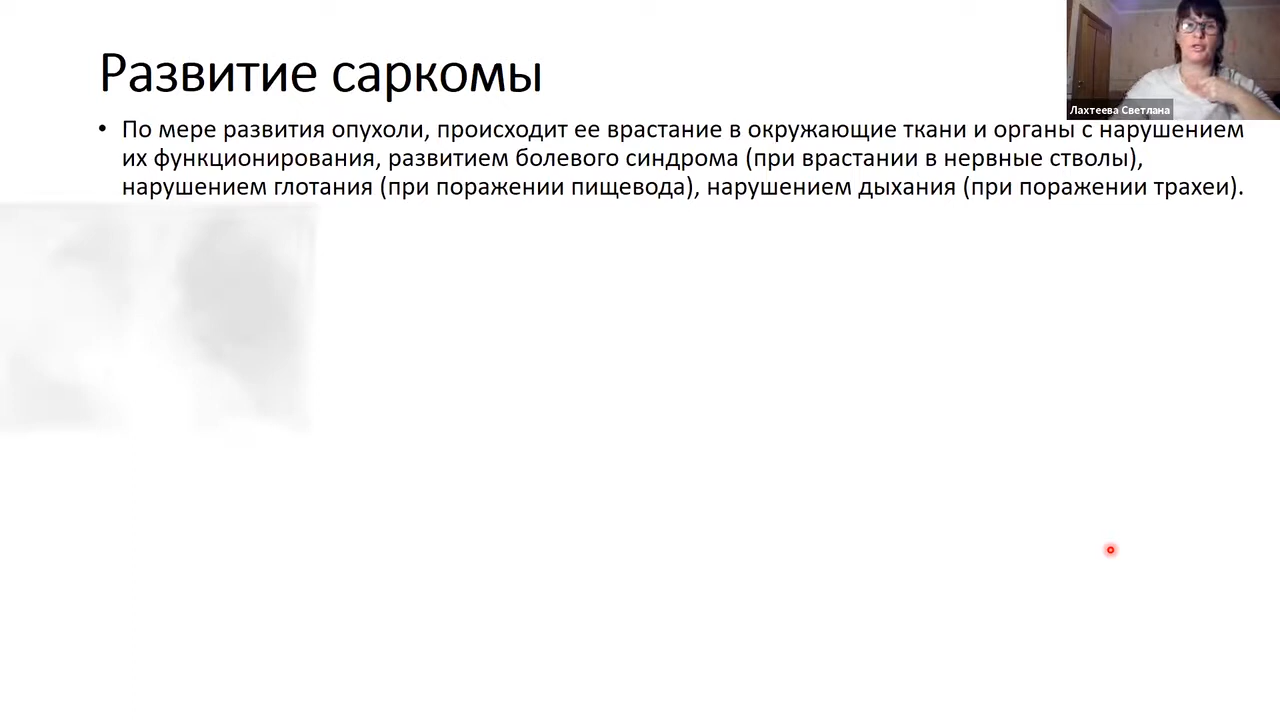 Развитие саркомы
Лахтеева Светлана
• По мере развития опухоли, происходит ее врастание в окружающие ткани и органы с нарушением
их функционирования, развитием болевого синдрома (при врастании в нервные стволы),
нарушением глотания (при поражении пищевода), нарушением дыхания (при поражении трахеи).